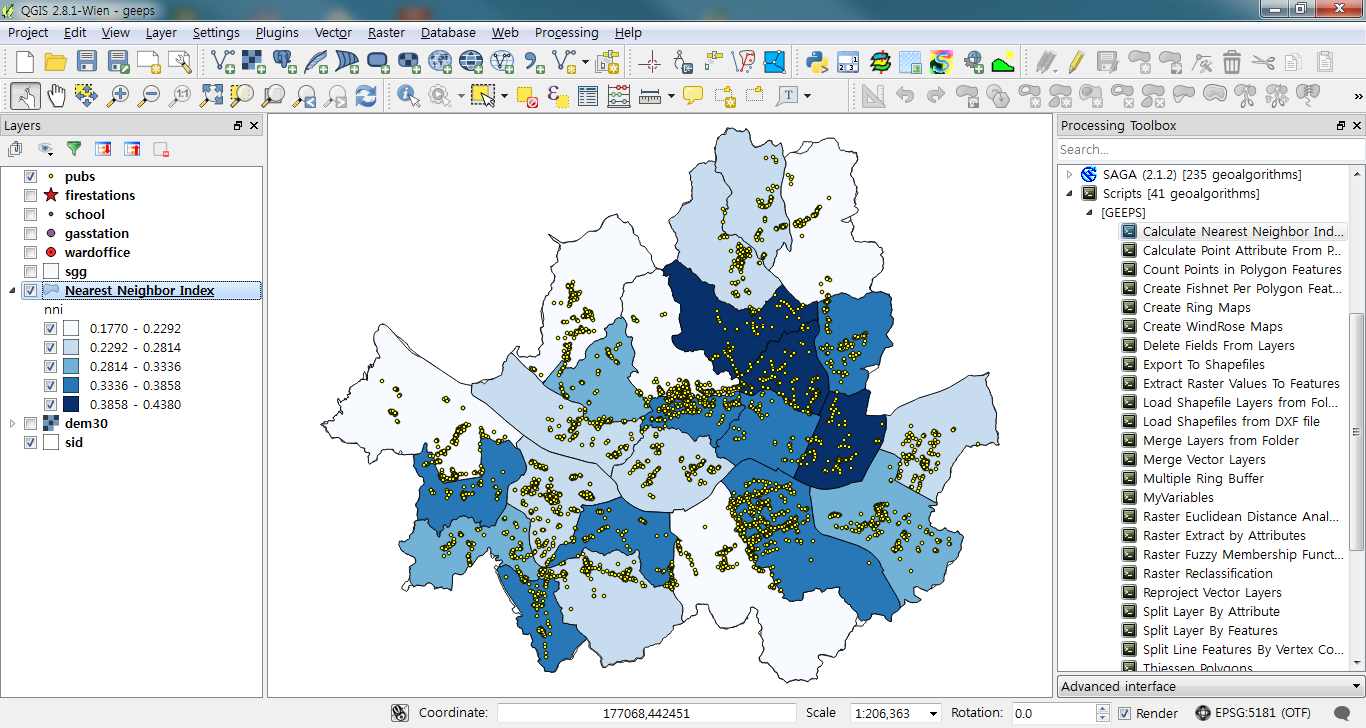 QGIS 2.8.1-Wien - geeps
Project Edit View Layer Settings Plugins Vector Raster Database Web Processing Help
Layers
pubs
firestations
school
gasstation
wardoffice
sgg
Nearest Neighbor Index
nni
0.1770 - 0.2292
0.2292 - 0.2814
0.2814 - 0.3336
0.3336 - 0.3858
0.3858 - 0.4380
dem30
sid
Processing Toolbox
Search...
SAGA (2.1.2) [235 geoalgorithms]
Scripts [41 geoalgorithms]
[GEEPS]
Calculate Nearest Neighbor Ind...
Calculate Point Attribute From P...
Count Points in Polygon Features
Create Fishnet Per Polygon Feat...
Create Ring Maps
Create WindRose Maps
Delete Fields From Layers
Export To Shapefiles
Extract Raster Values To Features
Load Shapefile Layers from Fol...
Load Shapefiles from DXF file
Merge Layers from Folder
Merge Vector Layers
Multiple Ring Buffer
MyVariables
Raster Euclidean Distance Anal...
Raster Extract by Attributes
Raster Fuzzy Membership Funct...
Raster Reclassification
Reproject Vector Layers
Split Layer By Attribute
Split Layer By Features
Split Line Features By Vertex Co...
Thiessen Polygons
Advanced interface
Coordinate: 177068,442451 Scale 1:206,363 Rotation: 0.0 Render EPSG:5181 (OTF)